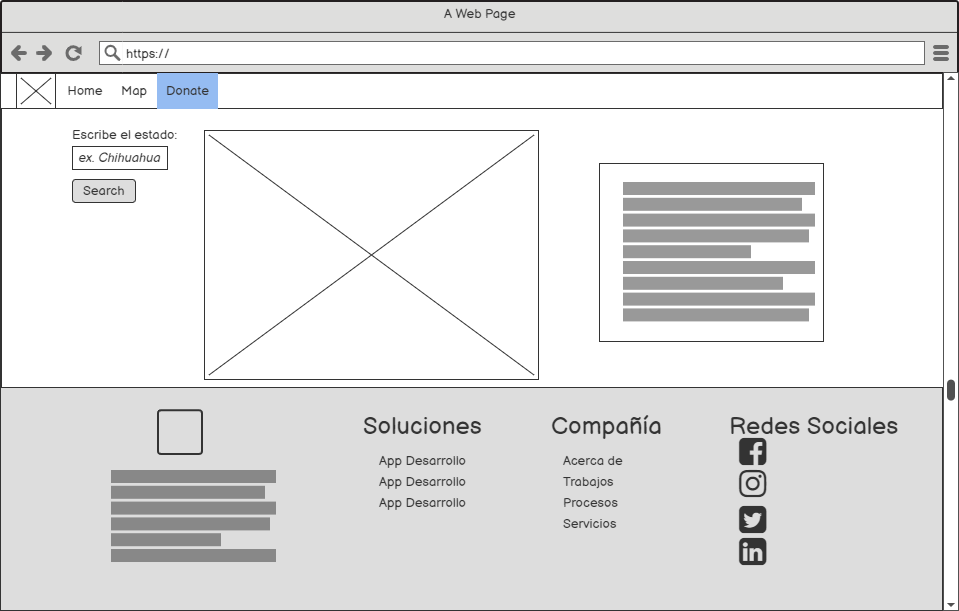 A Web Page
https://
Home Map Donate
Escribe el estado:
ex. Chihuahua
Search
Soluciones
App Desarrollo
App Desarrollo
App Desarrollo
Compañía
Acerca de
Trabajos
Procesos
Servicios
Redes Sociales